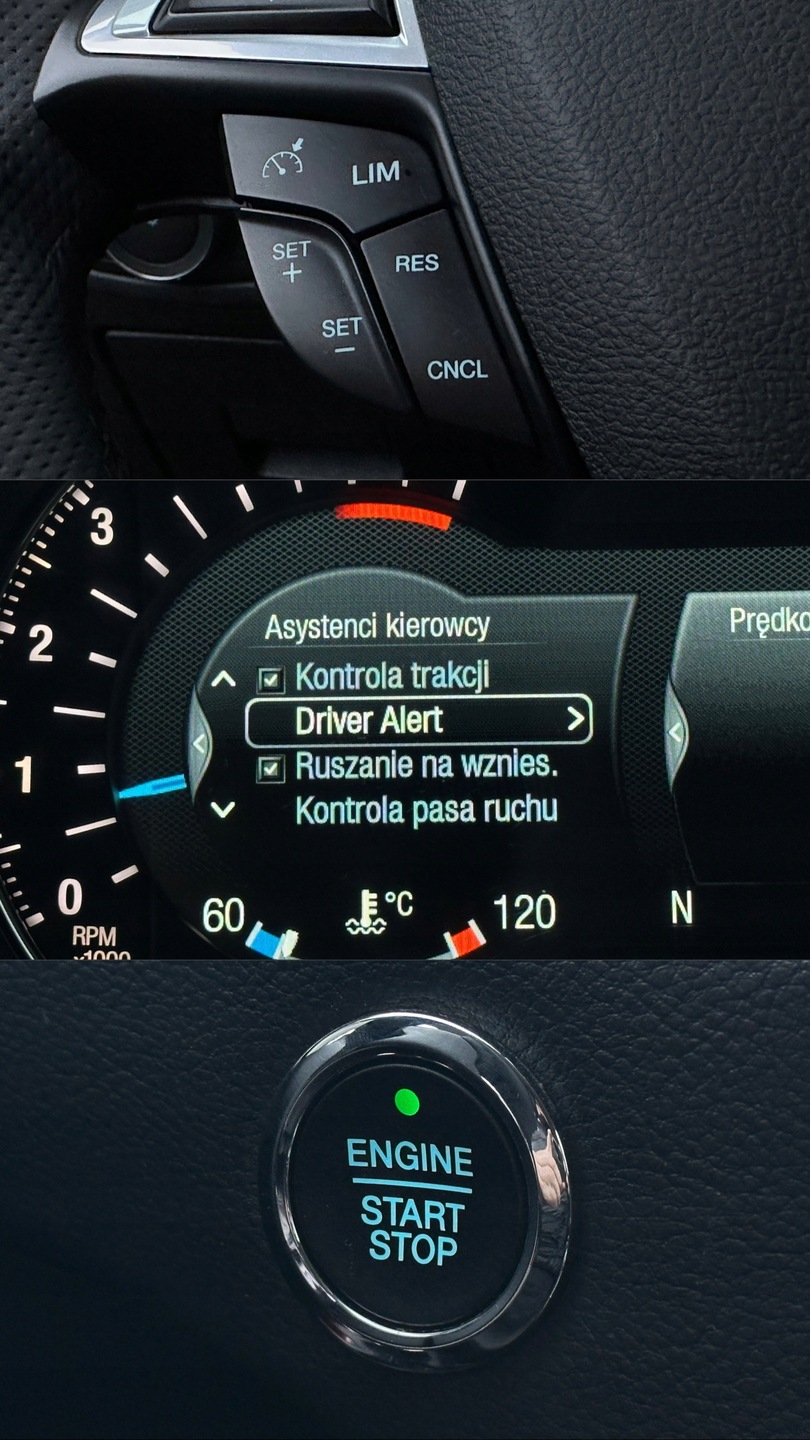 LIM
SET
+
RES
SET
–
CNCL
3
2
1
0
RPM
x1000
Asystenci kierowcy
Kontrola trakcji
Driver Alert
Ruszanie na wznies.
Kontrola pasa ruchu
60
°C
120
N
ENGINE
START
STOP